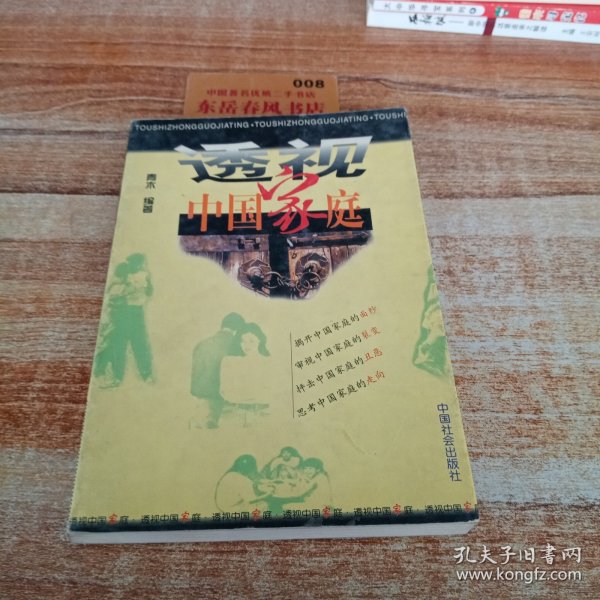 008
中国著名优质二手书店
东岳春风书店
TOUSHIZHONGGUOJIATING·TOUSHIZHONGGUOJIATING·TOUSHI
透视
中国家庭
青木 编著
揭开中国家庭的面纱
审视中国家庭的裂变
抨击中国家庭的丑恶
思考中国家庭的走向
中国社会出版社
透视中国家庭·透视中国家庭·透视中国家庭·透视中国家庭·透视中国家庭·透视中国家
孔夫子旧书网
www.kongfz.com